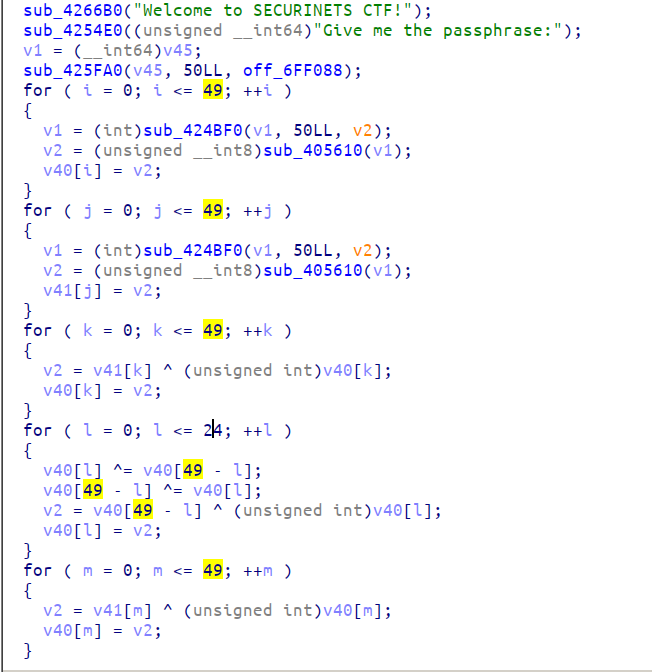 sub_4266B0("Welcome to SECURINETS CTF!");
sub_4254E0((unsigned __int64)"Give me the passphrase:");
v1 = (__int64)v45;
sub_425FA0(v45, 50LL, off_6FF088);
for ( i = 0; i <= 49; ++i )
{
  v1 = (int)sub_424BF0(v1, 50LL, v2);
  v2 = (unsigned __int8)sub_405610(v1);
  v40[i] = v2;
}
for ( j = 0; j <= 49; ++j )
{
  v1 = (int)sub_424BF0(v1, 50LL, v2);
  v2 = (unsigned __int8)sub_405610(v1);
  v41[j] = v2;
}
for ( k = 0; k <= 49; ++k )
{
  v2 = v41[k] ^ (unsigned int)v40[k];
  v40[k] = v2;
}
for ( l = 0; l <= 24; ++l )
{
  v40[l] ^= v40[49 - l];
  v40[49 - l] ^= v40[l];
  v2 = v40[49 - l] ^ (unsigned int)v40[l];
  v40[l] = v2;
}
for ( m = 0; m <= 49; ++m )
{
  v2 = v41[m] ^ (unsigned int)v40[m];
  v40[m] = v2;
}